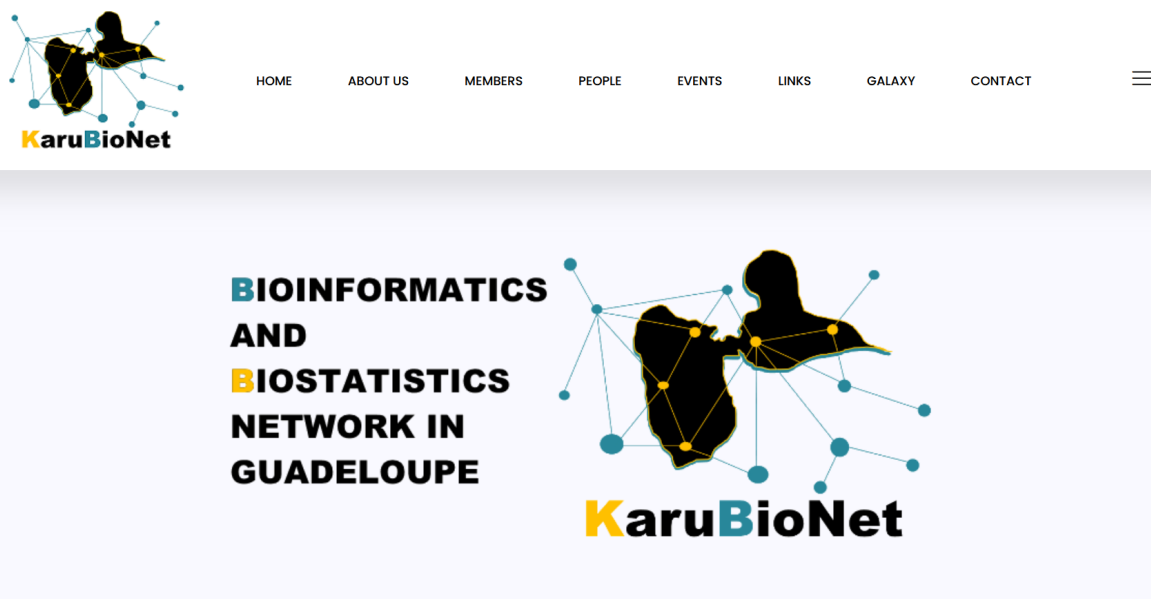 KaruBioNet
HOME ABOUT US MEMBERS PEOPLE EVENTS LINKS GALAXY CONTACT
BIOINFORMATICS
AND
BIOSTATISTICS
NETWORK IN
GUADELOUPE
KaruBioNet